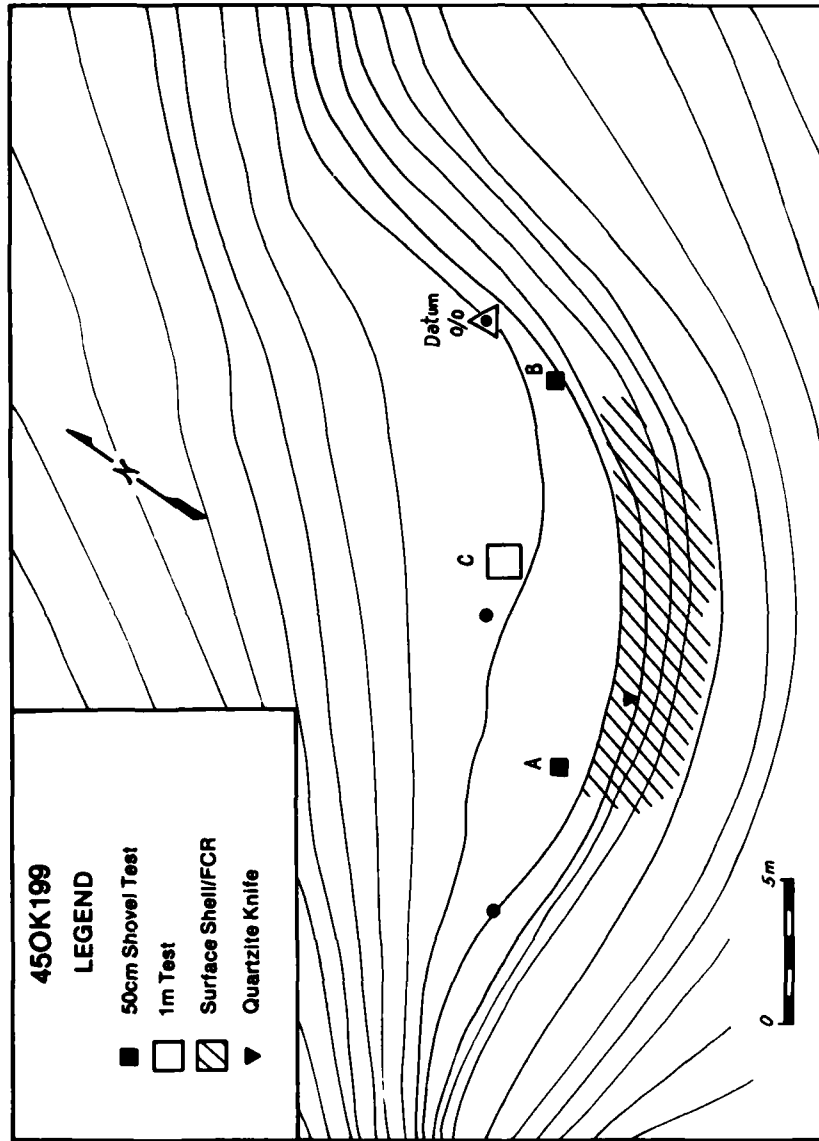 45OK199
LEGEND
50cm Shovel Test
1m Test
Surface Shell/FCR
Quartzite Knife
N
Datum
0/0
B
C
A
0
5m